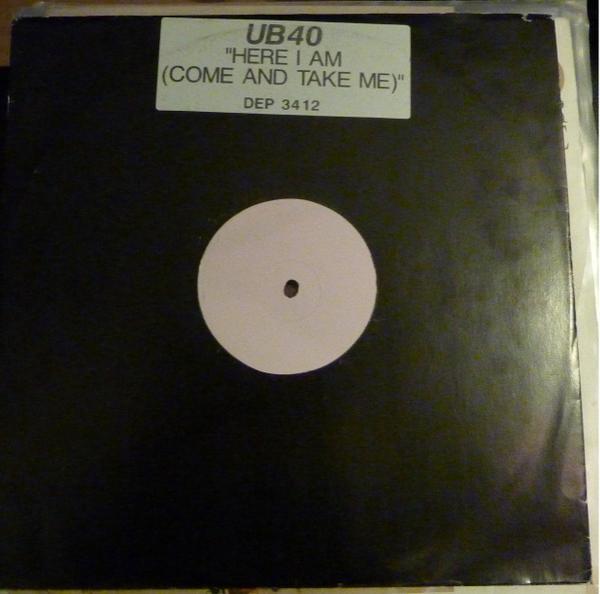 UB40
"HERE I AM
(COME AND TAKE ME)"
DEP 3412